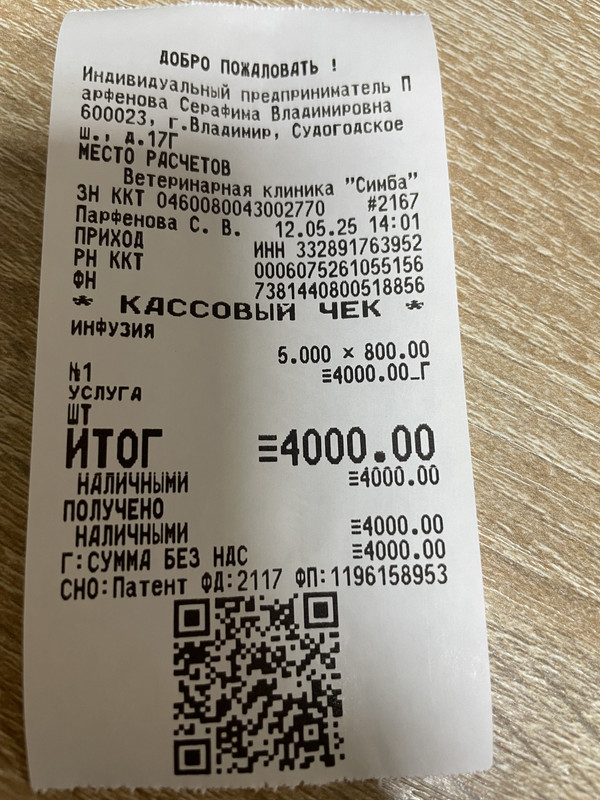 ДОБРО ПОЖАЛОВАТЬ !
Индивидуальный предприниматель П
арфенова Серафима Владимировна
600023, г.Владимир, Судогодское
ш., д.17Г
МЕСТО РАСЧЕТОВ
Ветеринарная клиника "Симба"
ЗН ККТ 0460080043002770 #2167
Парфенова С. В. 12.05.25 14:01
ПРИХОД ИНН 332891763952
РН ККТ 0006075261055156
ФН 7381440800518856
* КАССОВЫЙ ЧЕК *
ИНФУЗИЯ
5.000 × 800.00
№1 ≡4000.00_Г
УСЛУГА
ШТ
ИТОГ ≡4000.00
НАЛИЧНЫМИ ≡4000.00
ПОЛУЧЕНО
НАЛИЧНЫМИ ≡4000.00
Г:СУММА БЕЗ НДС ≡4000.00
СНО:Патент ФД:2117 ФП:1196158953